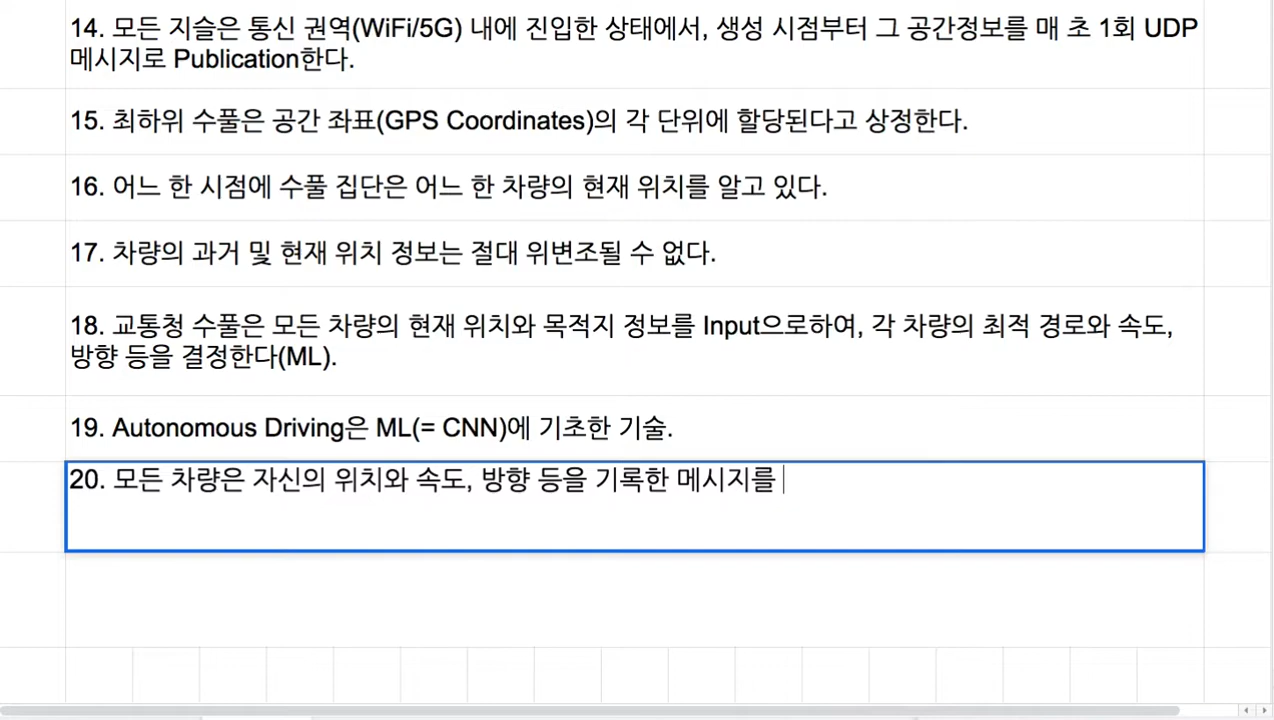 14. 모든 지슬은 통신 권역(WiFi/5G) 내에 진입한 상태에서, 생성 시점부터 그 공간정보를 매 초 1회 UDP
메시지로 Publication한다.
15. 최하위 수풀은 공간 좌표(GPS Coordinates)의 각 단위에 할당된다고 상정한다.
16. 어느 한 시점에 수풀 집단은 어느 한 차량의 현재 위치를 알고 있다.
17. 차량의 과거 및 현재 위치 정보는 절대 위변조될 수 없다.
18. 교통청 수풀은 모든 차량의 현재 위치와 목적지 정보를 Input으로하여, 각 차량의 최적 경로와 속도,
방향 등을 결정한다(ML).
19. Autonomous Driving은 ML(= CNN)에 기초한 기술.
20. 모든 차량은 자신의 위치와 속도, 방향 등을 기록한 메시지를